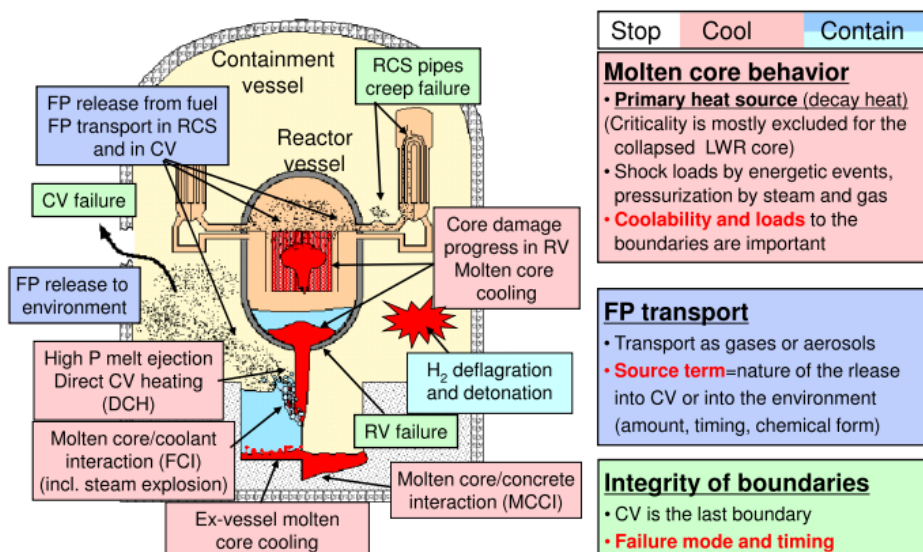 Containment
vessel
RCS pipes
creep failure
FP release from fuel
FP transport in RCS
and in CV
Reactor
vessel
CV failure
Core damage
progress in RV
Molten core
cooling
FP release to
environment
High P melt ejection
Direct CV heating
(DCH)
H2 deflagration
and detonation
Molten core/coolant
interaction (FCI)
(incl. steam explosion)
RV failure
Molten core/concrete
interaction (MCCI)
Ex-vessel molten
core cooling
Stop Cool Contain
Molten core behavior
• Primary heat source (decay heat)
(Criticality is mostly excluded for the
collapsed LWR core)
• Shock loads by energetic events,
pressurization by steam and gas
• Coolability and loads to the
boundaries are important
FP transport
• Transport as gases or aerosols
• Source term=nature of the rlease
into CV or into the environment
(amount, timing, chemical form)
Integrity of boundaries
• CV is the last boundary
• Failure mode and timing